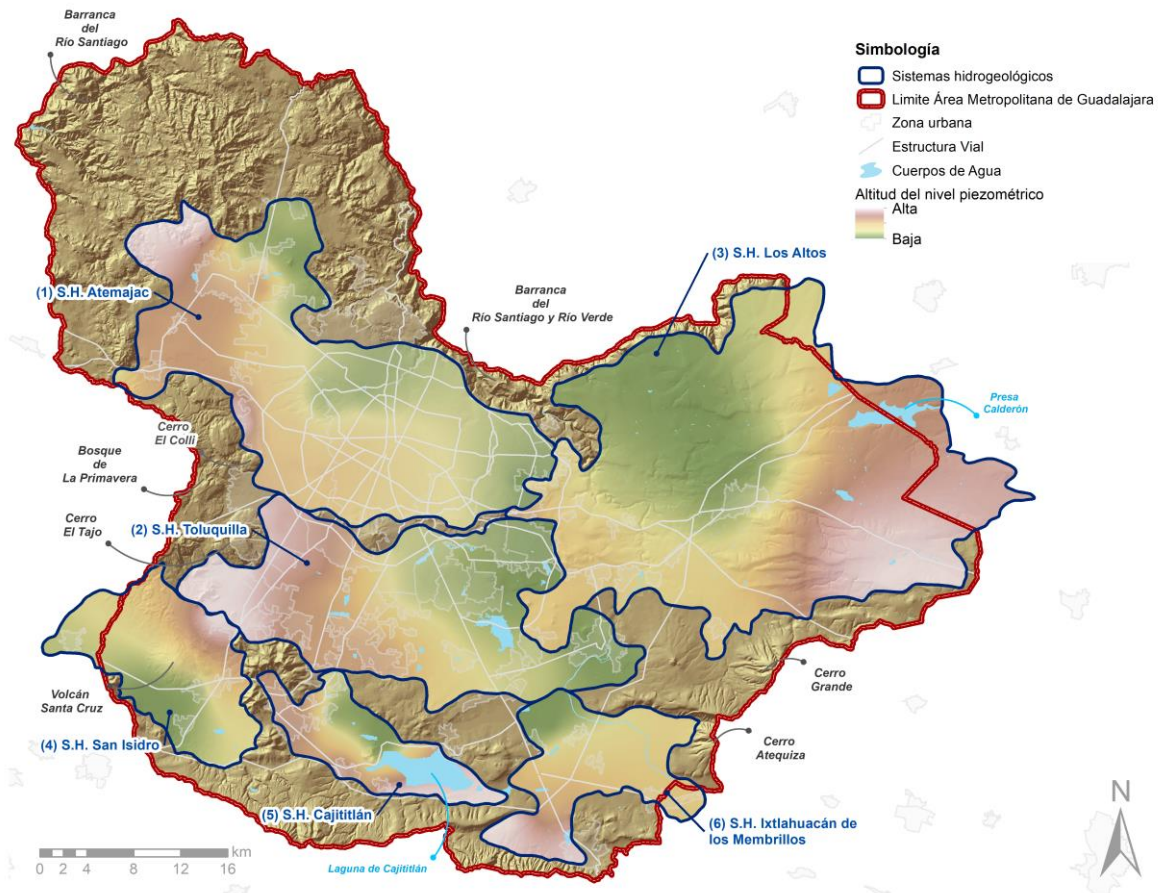 Barranca
del
Río Santiago
Simbología
Sistemas hidrogeológicos
Limite Área Metropolitana de Guadalajara
Zona urbana
Estructura Vial
Cuerpos de Agua
Altitud del nivel piezométrico
Alta
Baja
(3) S.H. Los Altos
(1) S.H. Atemajac
Barranca
del
Río Santiago y Río Verde
Presa
Calderón
Cerro
El Colli
Bosque
de
La Primavera
Cerro
El Tajo
(2) S.H. Toluquilla
Volcán
Santa Cruz
Cerro
Grande
(4) S.H. San Isidro
Cerro
Atequiza
(5) S.H. Cajititlán
(6) S.H. Ixtlahuacán de
los Membrillos
Laguna de Cajititlán
N
km
0 2 4 8 12 16